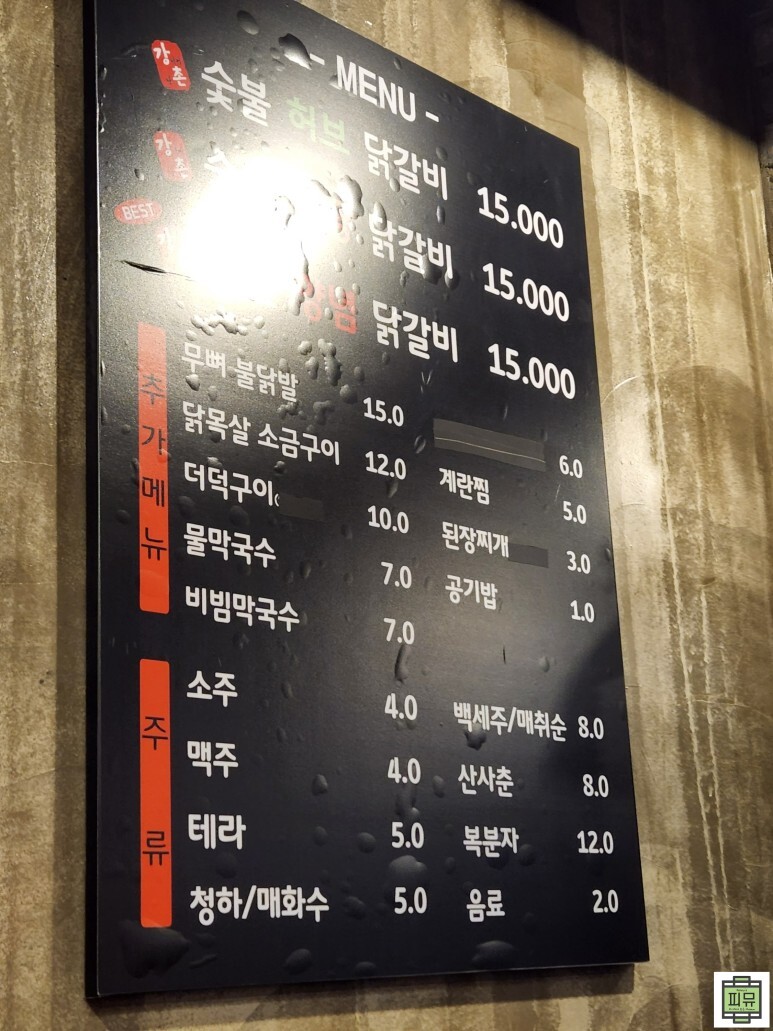 - MENU -
강촌 숯불 허브 닭갈비 15.000
강촌 닭갈비 15.000
BEST 양념 닭갈비 15.000
추가메뉴
무뼈 불닭발 15.0
닭목살 소금구이 12.0
더덕구이 10.0
물막국수 7.0
비빔막국수 7.0
6.0
계란찜 5.0
된장찌개 3.0
공기밥 1.0
주류
소주 4.0
맥주 4.0
테라 5.0
청하/매화수 5.0
백세주/매취순 8.0
산사춘 8.0
복분자 12.0
음료 2.0
피뮤